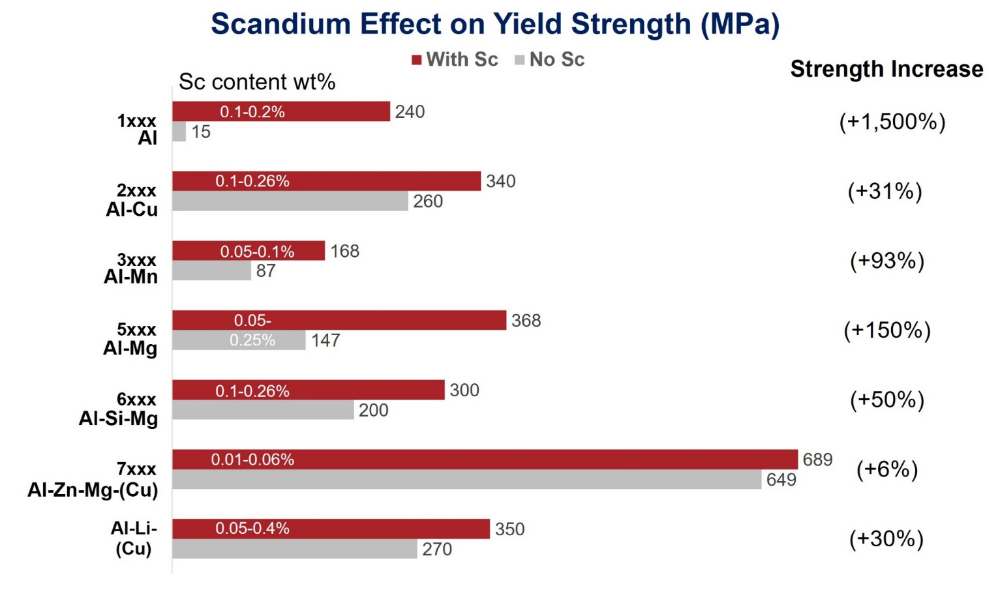 Scandium Effect on Yield Strength (MPa)
With Sc No Sc
Strength Increase
Sc content wt%
1xxx
Al
0.1-0.2%
240
15
(+1,500%)
2xxx
Al-Cu
0.1-0.26%
340
260
(+31%)
3xxx
Al-Mn
0.05-0.1%
168
87
(+93%)
5xxx
Al-Mg
0.05-
0.25%
368
147
(+150%)
6xxx
Al-Si-Mg
0.1-0.26%
300
200
(+50%)
7xxx
Al-Zn-Mg-(Cu)
0.01-0.06%
689
649
(+6%)
Al-Li-
(Cu)
0.05-0.4%
350
270
(+30%)